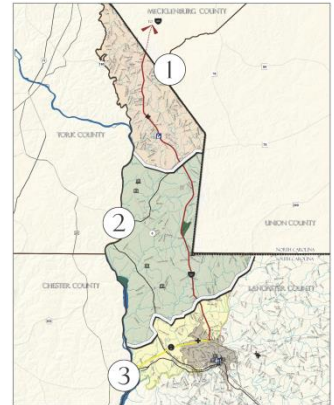 MECKLENBURG COUNTY
1
YORK COUNTY
2
UNION COUNTY
NORTH CAROLINA
SOUTH CAROLINA
CHESTER COUNTY
LANCASTER COUNTY
3